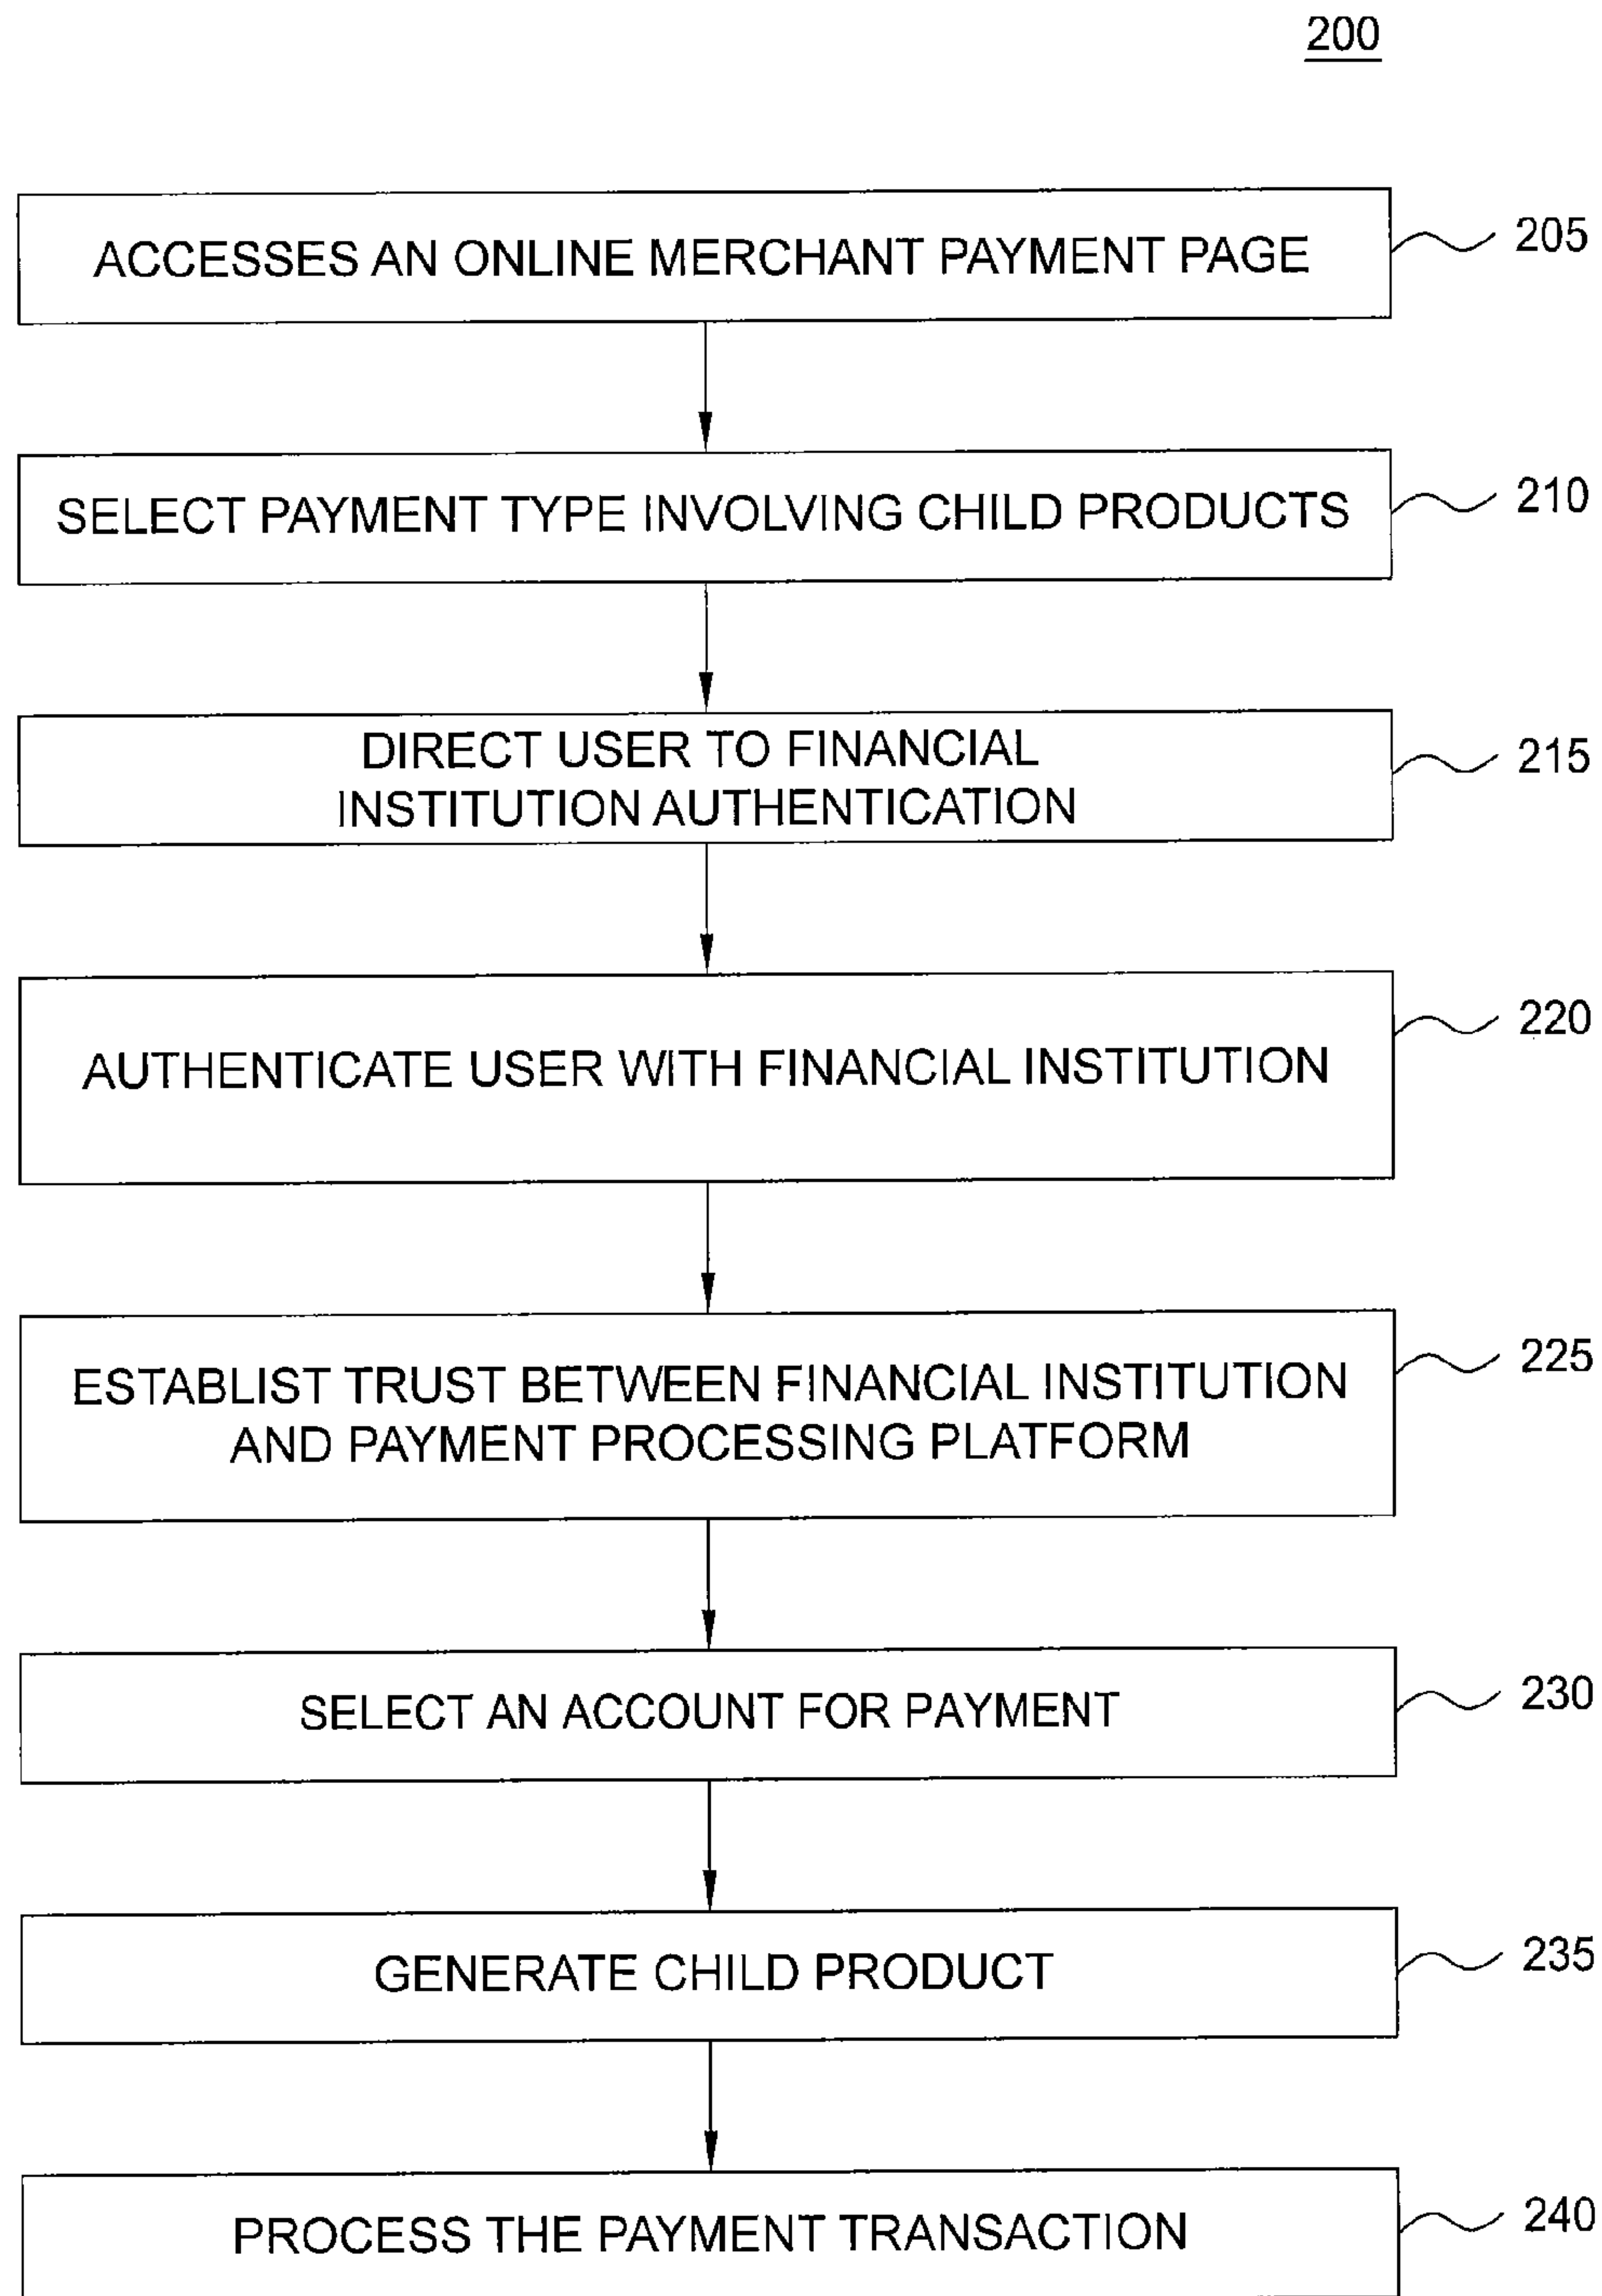 200
ACCESSES AN ONLINE MERCHANT PAYMENT PAGE
205
SELECT PAYMENT TYPE INVOLVING CHILD PRODUCTS
210
DIRECT USER TO FINANCIAL
INSTITUTION AUTHENTICATION
215
AUTHENTICATE USER WITH FINANCIAL INSTITUTION
220
ESTABLIST TRUST BETWEEN FINANCIAL INSTITUTION
AND PAYMENT PROCESSING PLATFORM
225
SELECT AN ACCOUNT FOR PAYMENT
230
GENERATE CHILD PRODUCT
235
PROCESS THE PAYMENT TRANSACTION
240